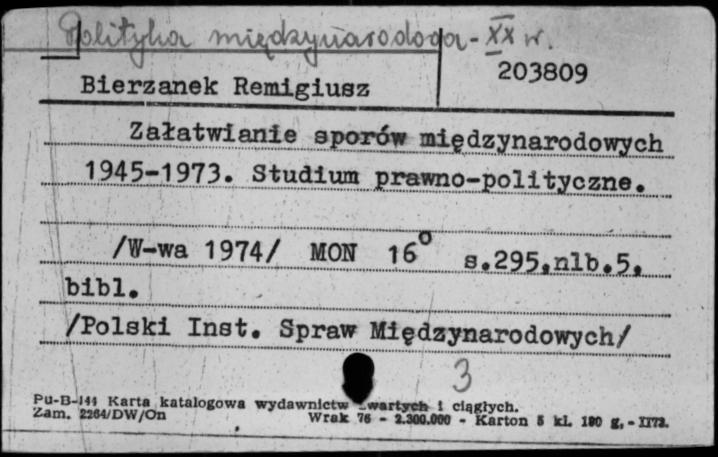 Polityka międzynarodowa - XX w.
203809
Bierzanek Remigiusz
Załatwianie sporów międzynarodowych
1945-1973. Studium prawno-polityczne.
/W-wa 1974/ MON 16° s.295,nlb.5,
bibl.
/Polski Inst. Spraw Międzynarodowych/
3
Pu-B-144 Karta katalogowa wydawnictw zwartych i ciągłych.
Zam. 2264/DW/On Wrak 76 - 2.300.000 - Karton 5 kl. 180 g,